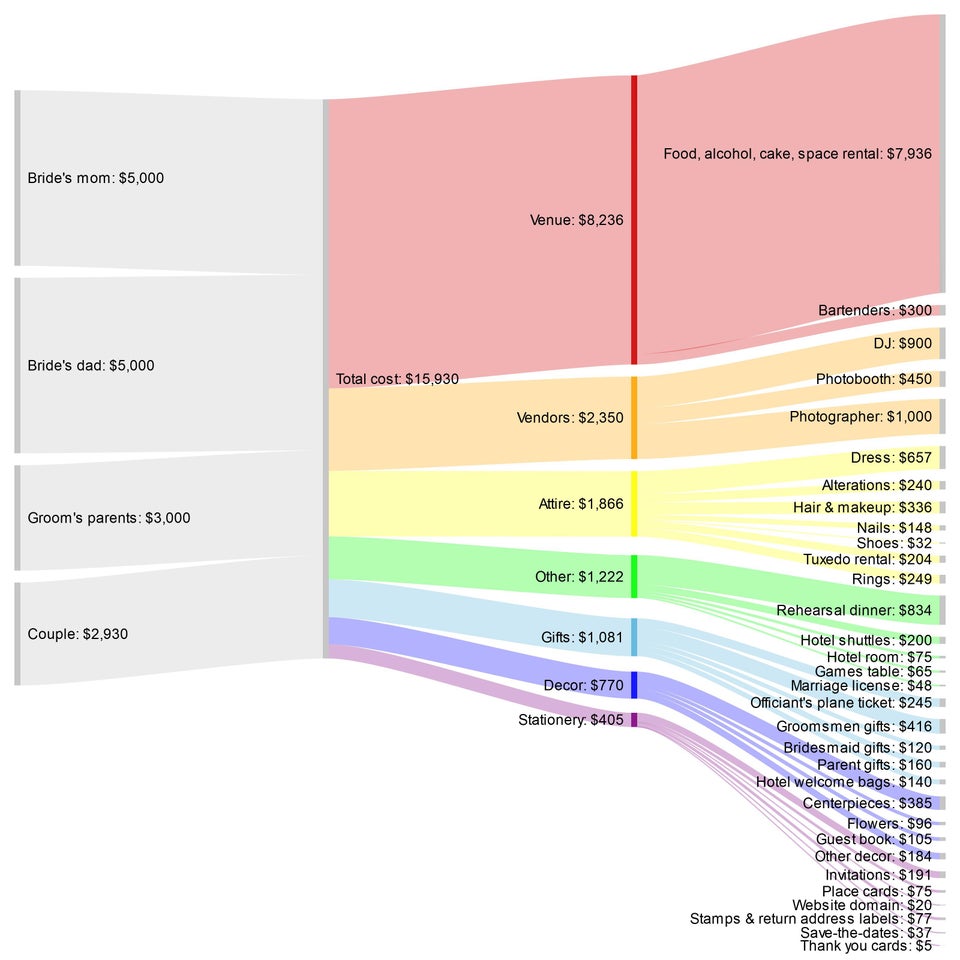 Bride's mom: $5,000
Bride's dad: $5,000
Groom's parents: $3,000
Couple: $2,930
Total cost: $15,930
Venue: $8,236
Vendors: $2,350
Attire: $1,866
Other: $1,222
Gifts: $1,081
Decor: $770
Stationery: $405
Food, alcohol, cake, space rental: $7,936
Bartenders: $300
DJ: $900
Photobooth: $450
Photographer: $1,000
Dress: $657
Alterations: $240
Hair & makeup: $336
Nails: $148
Shoes: $32
Tuxedo rental: $204
Rings: $249
Rehearsal dinner: $834
Hotel shuttles: $200
Hotel room: $75
Games table: $65
Marriage license: $48
Officiant's plane ticket: $245
Groomsmen gifts: $416
Bridesmaid gifts: $120
Parent gifts: $160
Hotel welcome bags: $140
Centerpieces: $385
Flowers: $96
Guest book: $105
Other decor: $184
Invitations: $191
Place cards: $75
Website domain: $20
Stamps & return address labels: $77
Save-the-dates: $37
Thank you cards: $5